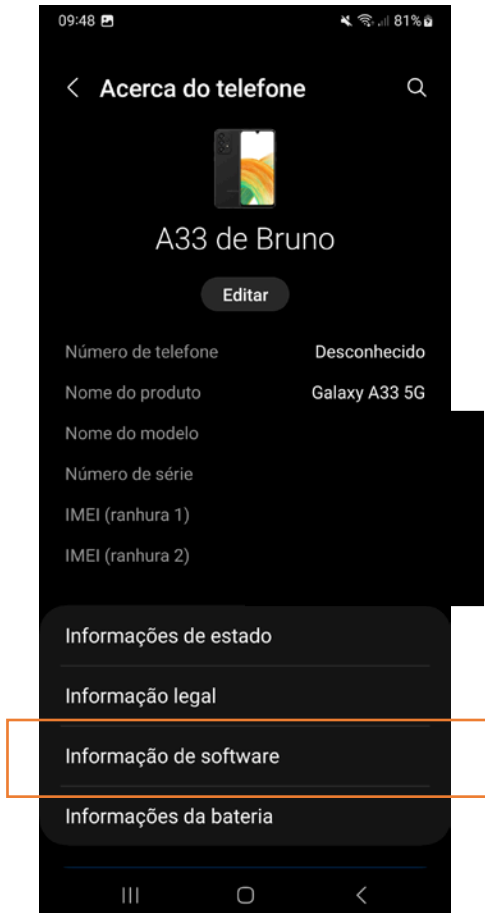 09:48 81%
Acerca do telefone
A33 de Bruno
Editar
Número de telefone Desconhecido
Nome do produto Galaxy A33 5G
Nome do modelo
Número de série
IMEI (ranhura 1)
IMEI (ranhura 2)
Informações de estado
Informação legal
Informação de software
Informações da bateria